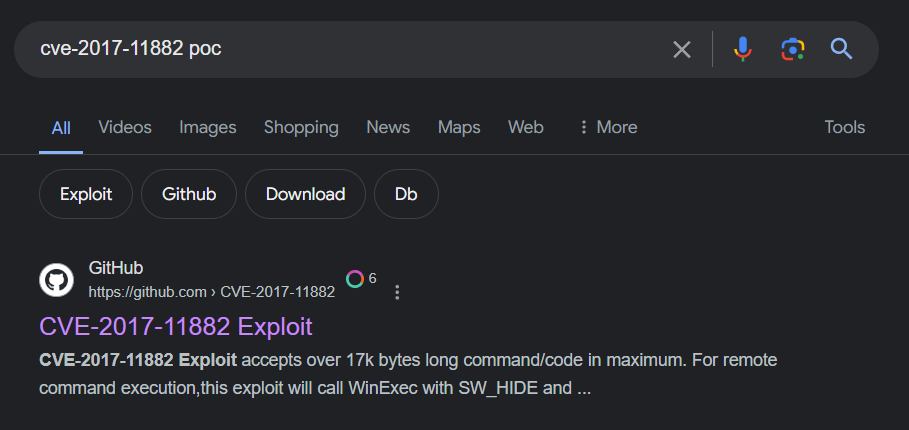 cve-2017-11882 poc
All Videos Images Shopping News Maps Web More Tools
Exploit Github Download Db
GitHub
https://github.com › CVE-2017-11882 6
CVE-2017-11882 Exploit
CVE-2017-11882 Exploit accepts over 17k bytes long command/code in maximum. For remote
command execution,this exploit will call WinExec with SW_HIDE and ...